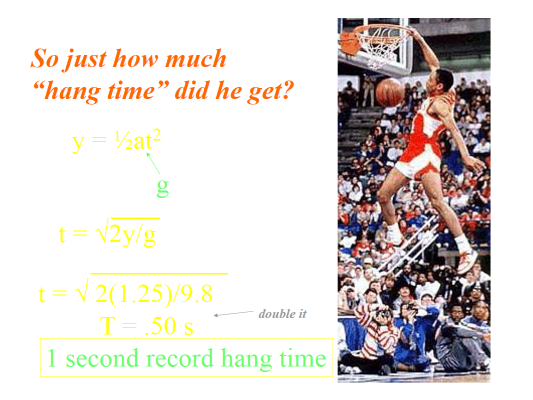 So just how much
“hang time” did he get?
y = ½at²
g
t = √2y/g
t = √ 2(1.25)/9.8
T = .50 s
double it
1 second record hang time